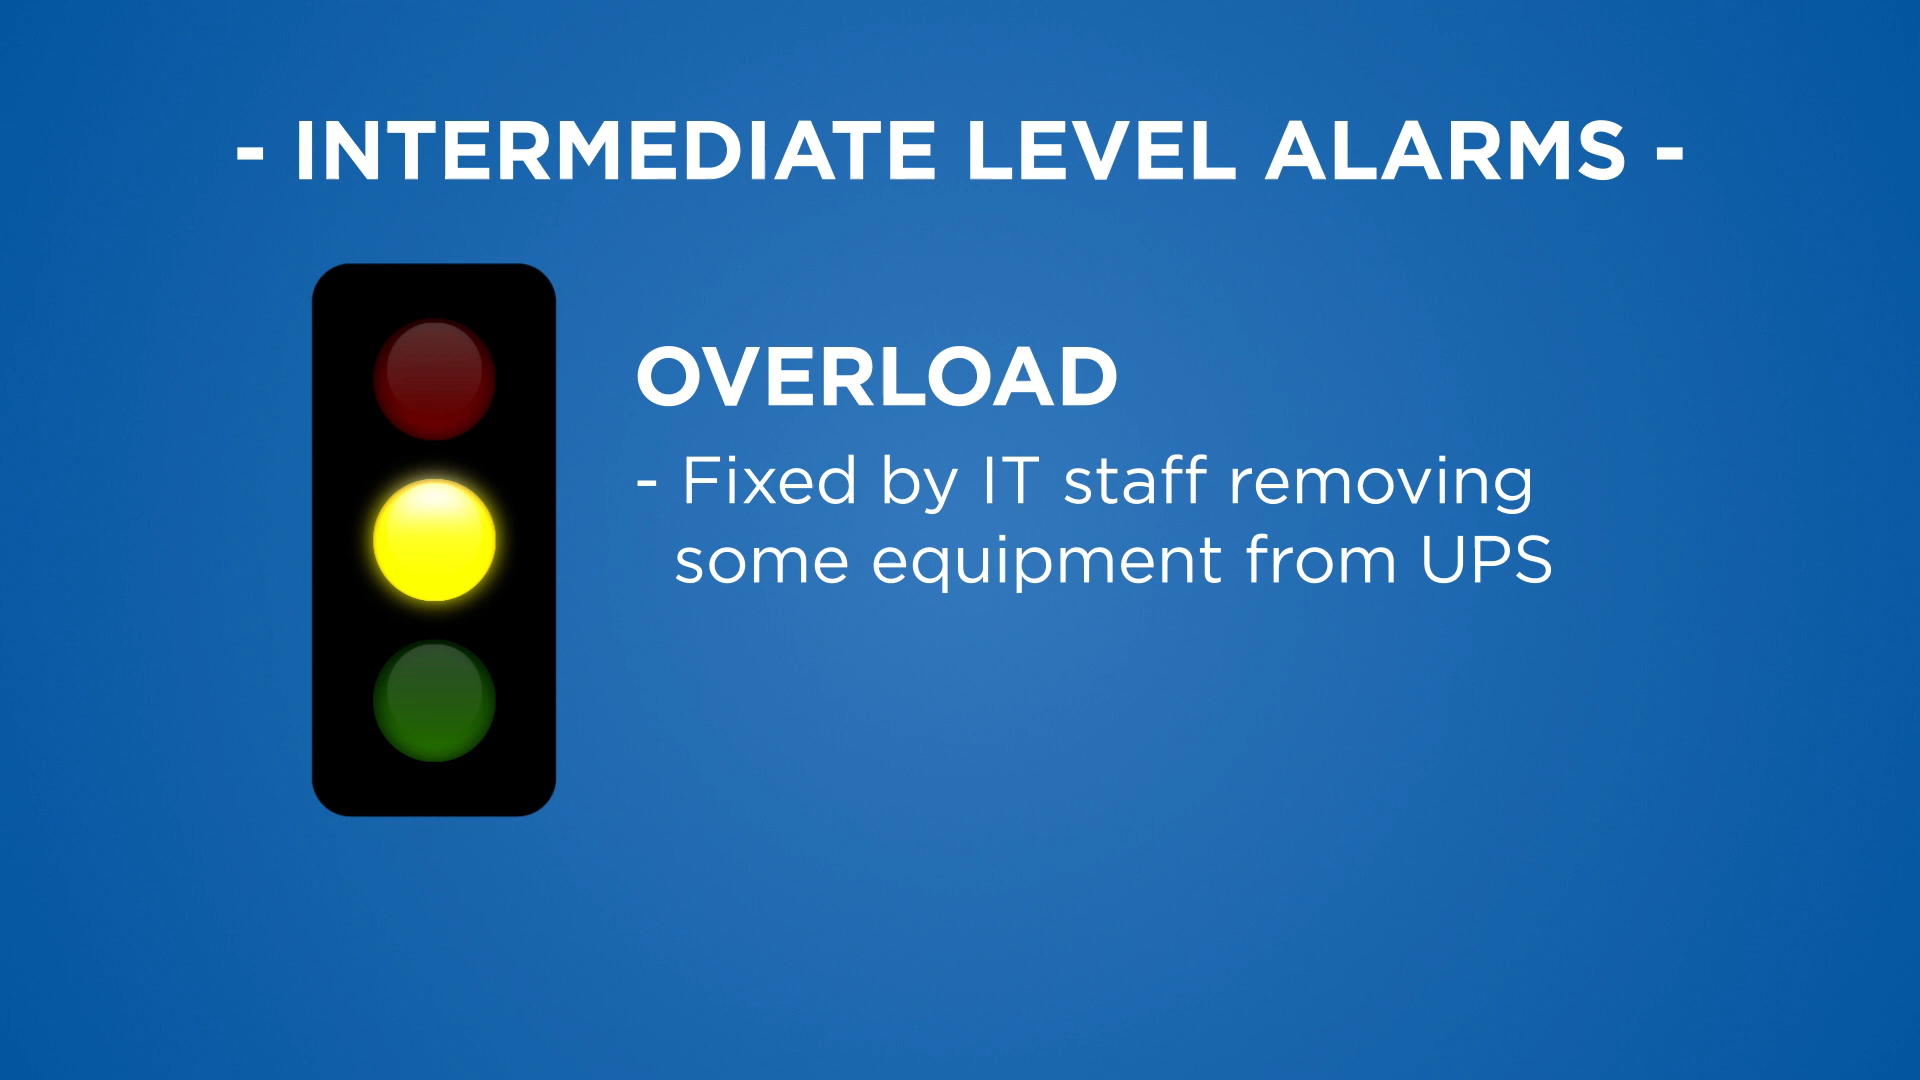 - INTERMEDIATE LEVEL ALARMS -
OVERLOAD
- Fixed by IT staff removing
some equipment from UPS